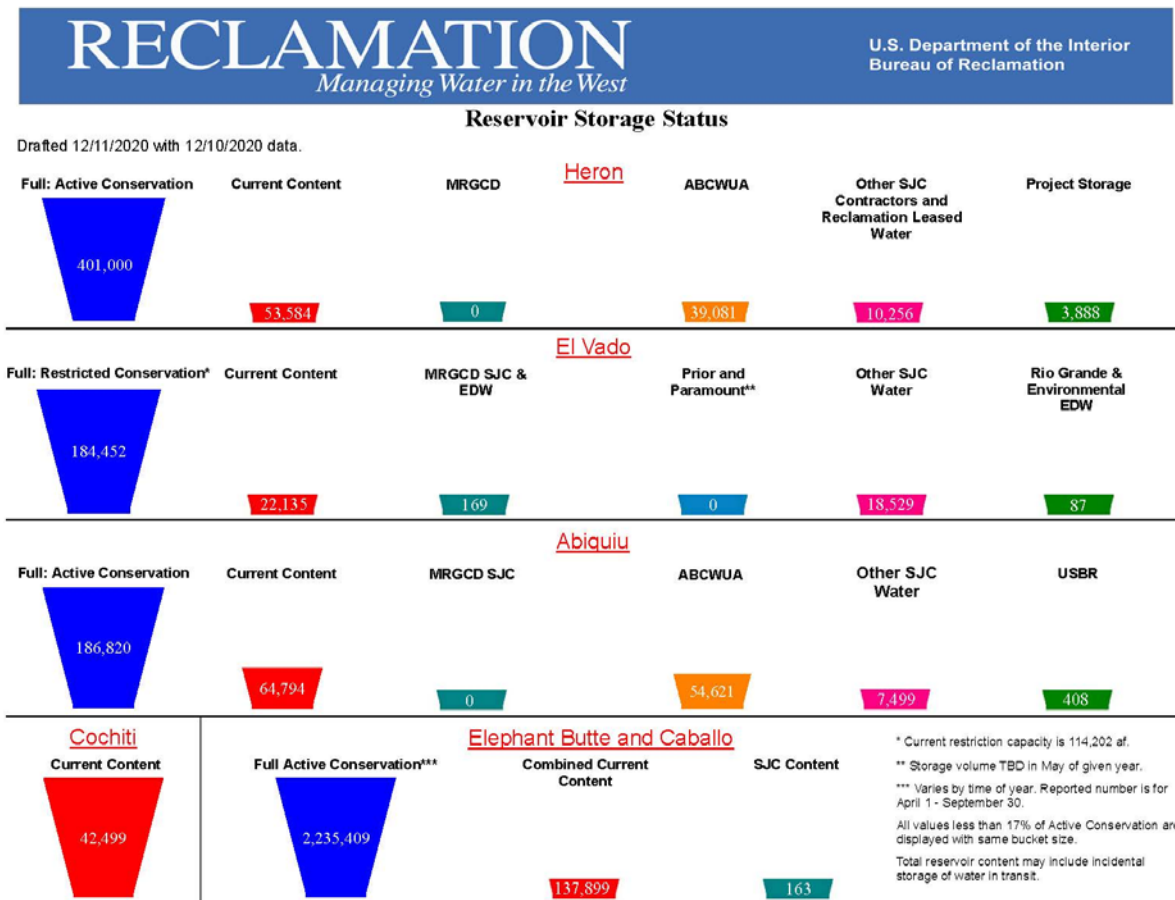 RECLAMATION
Managing Water in the West
U.S. Department of the Interior
Bureau of Reclamation
Reservoir Storage Status
Drafted 12/11/2020 with 12/10/2020 data.
Heron
Full: Active Conservation
Current Content
MRGCD
ABCWUA
Other SJC
Contractors and
Reclamation Leased
Water
Project Storage
401,000
53,584
0
39,081
10,256
3,888
El Vado
Full: Restricted Conservation*
Current Content
MRGCD SJC &
EDW
Prior and
Paramount**
Other SJC
Water
Rio Grande &
Environmental
EDW
184,452
22,135
169
0
18,529
87
Abiquiu
Full: Active Conservation
Current Content
MRGCD SJC
ABCWUA
Other SJC
Water
USBR
186,820
64,794
0
54,621
7,499
408
Cochiti
Current Content
42,499
Elephant Butte and Caballo
Full Active Conservation***
Combined Current
Content
SJC Content
2,235,409
137,899
163
* Current restriction capacity is 114,202 af.
** Storage volume TBD in May of given year.
*** Varies by time of year. Reported number is for
April 1 - September 30.
All values less than 17% of Active Conservation are
displayed with same bucket size.
Total reservoir content may include incidental
storage of water in transit.